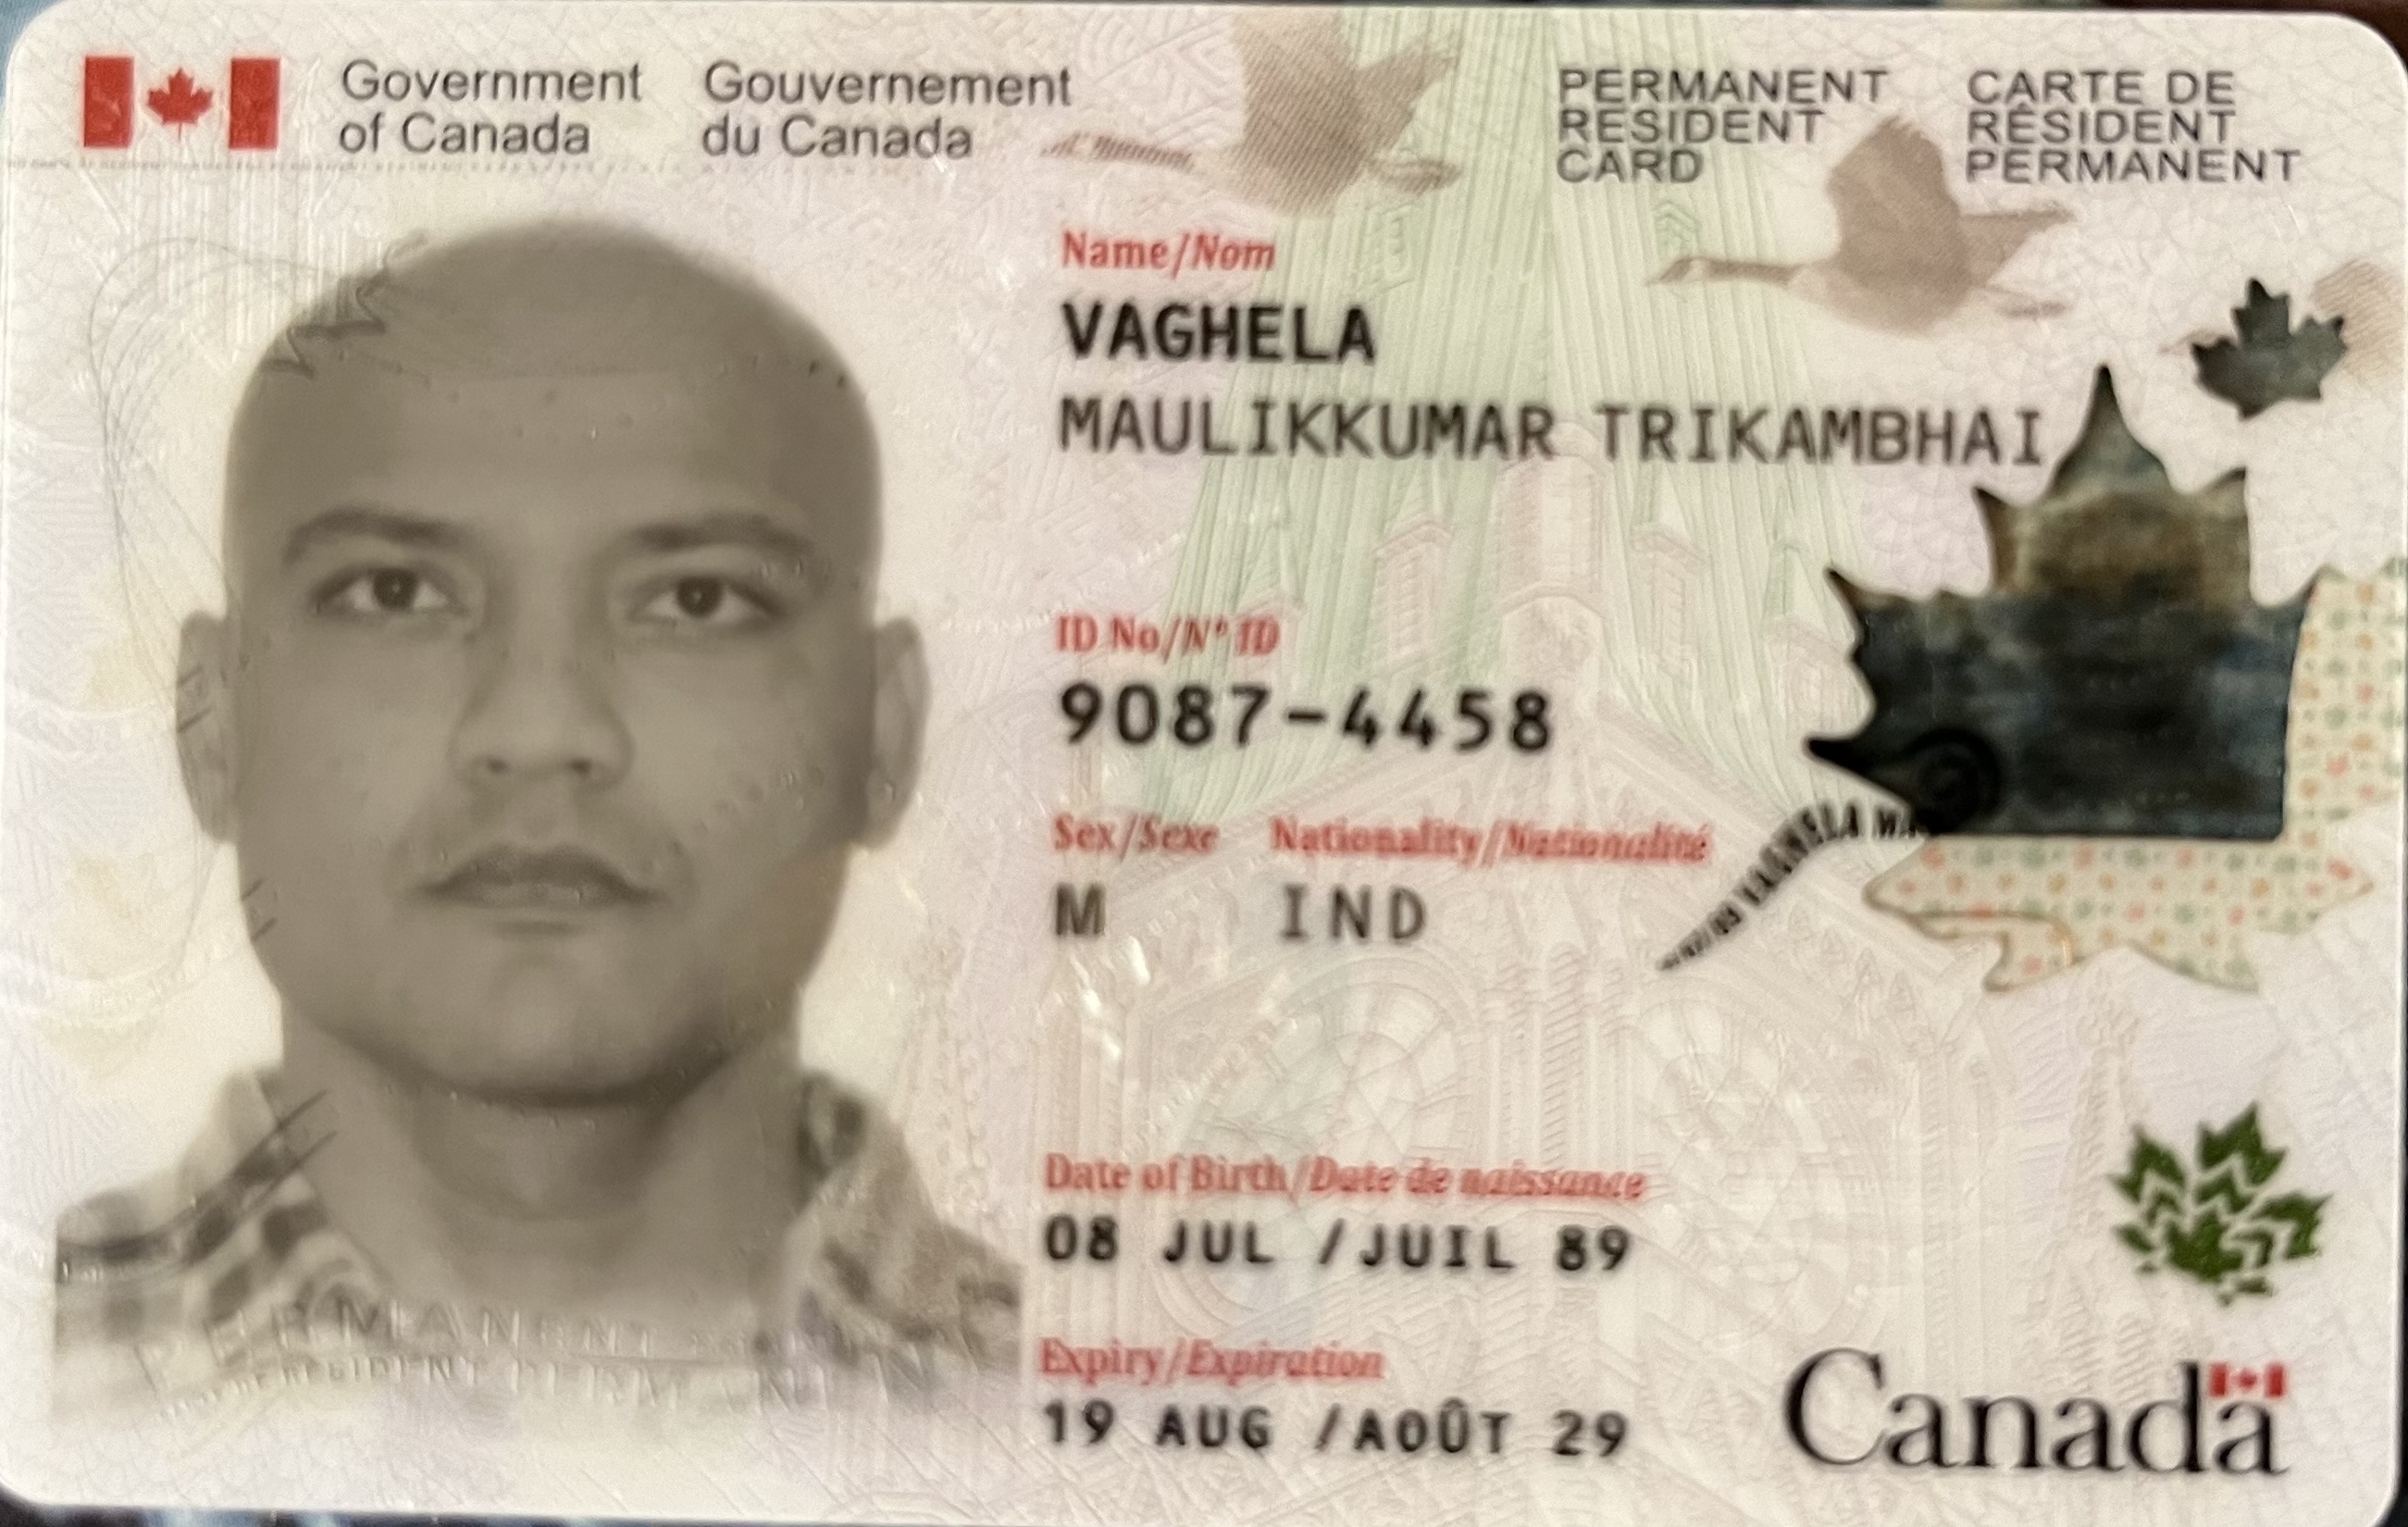 Government of Canada
Gouvernement du Canada
PERMANENT RESIDENT CARD
CARTE DE RÉSIDENT PERMANENT
Name/Nom
VAGHELA
MAULIKKUMAR TRIKAMBHAI
ID No/Nº ID
9087-4458
Sex/Sexe Nationality/Nationalité
M IND
VAGHELA
Date of Birth/Date de naissance
08 JUL /JUIL 89
Expiry/Expiration
19 AUG /AOÛT 29
PERMANENT
Canada